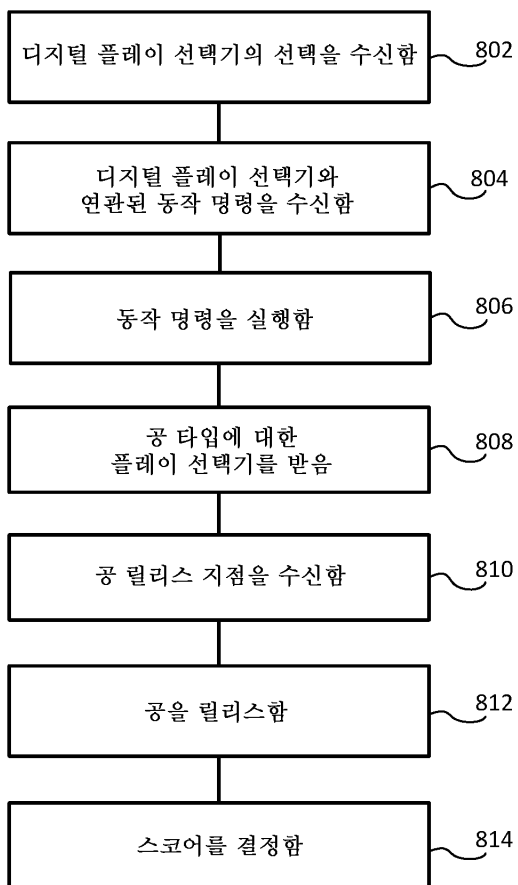 디지털 플레이 선택기의 선택을 수신함
802
디지털 플레이 선택기와
연관된 동작 명령을 수신함
804
동작 명령을 실행함
806
공 타입에 대한
플레이 선택기를 받음
808
공 릴리스 지점을 수신함
810
공을 릴리스함
812
스코어를 결정함
814